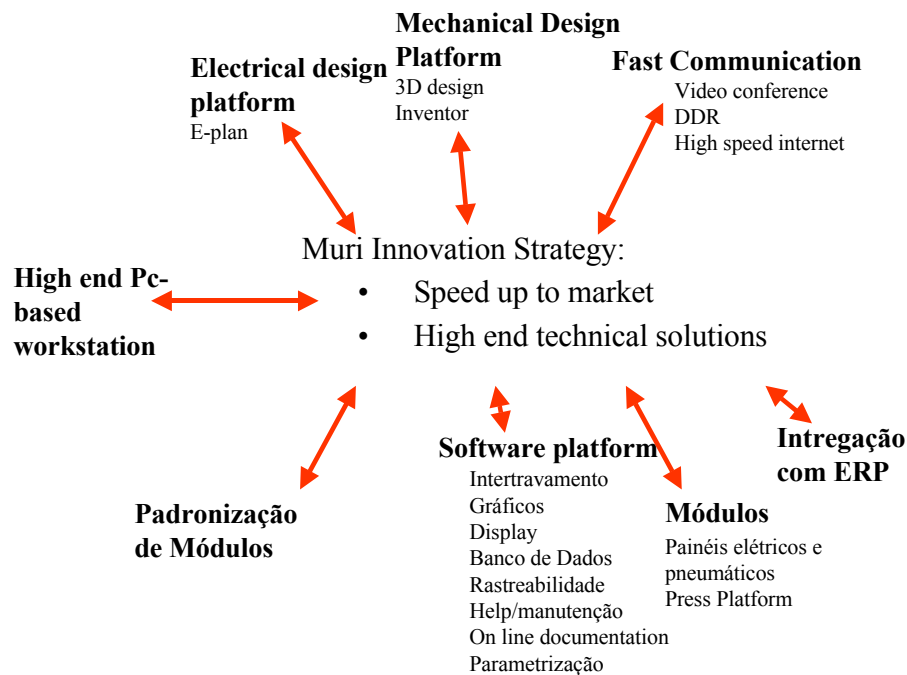 Mechanical Design
Platform
3D design
Inventor
Electrical design
platform
E-plan
Fast Communication
Video conference
DDR
High speed internet
Muri Innovation Strategy:
• Speed up to market
• High end technical solutions
High end Pc-
based
workstation
Padronização
de Módulos
Software platform
Intertravamento
Gráficos
Display
Banco de Dados
Rastreabilidade
Help/manutenção
On line documentation
Parametrização
Módulos
Painéis elétricos e
pneumáticos
Press Platform
Intregação
com ERP